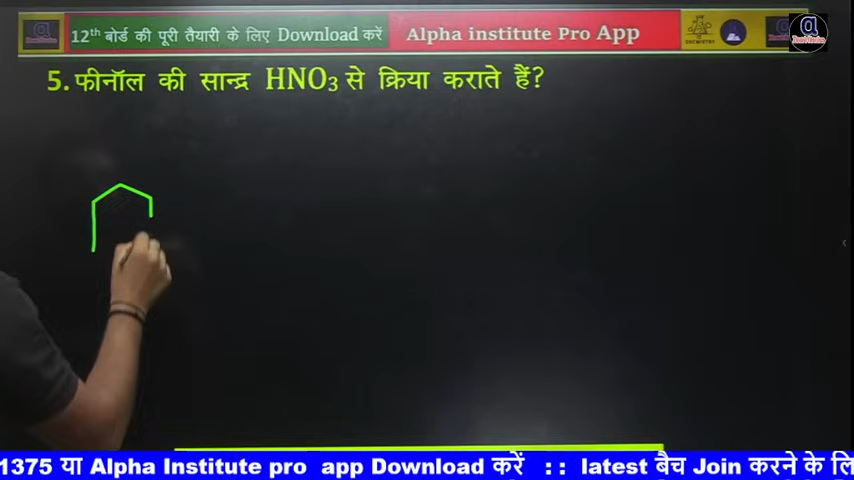 12th बोर्ड की पूरी तैयारी के लिए Download करें Alpha institute Pro App
5. फीनॉल की सान्द्र HNO₃ से क्रिया कराते हैं?
1375 या Alpha Institute pro app Download करें :: latest बैच Join करने के लि